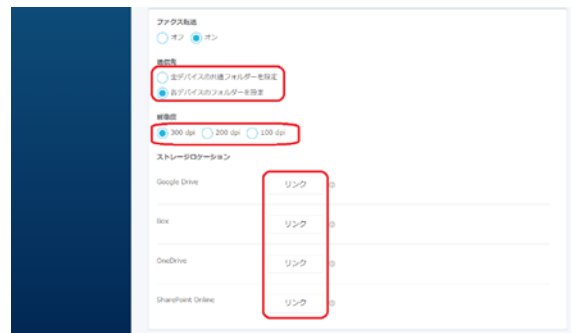 ファクス転送
オフ オン
送信先
全デバイスの共通フォルダーを設定
各デバイスのフォルダーを設定
解像度
300 dpi 200 dpi 100 dpi
ストレージロケーション
Google Drive リンク
Box リンク
OneDrive リンク
SharePoint Online リンク